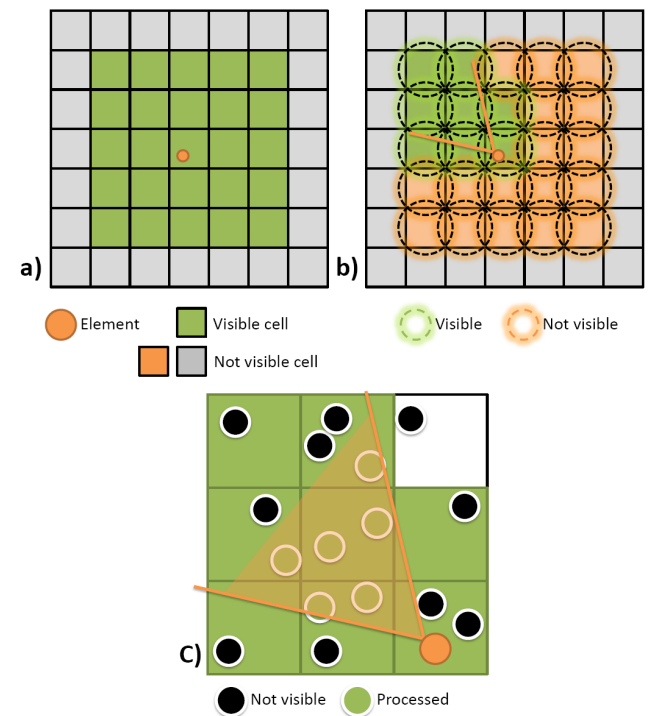 a)
b)
Element
Visible cell
Visible
Not visible
Not visible cell
C)
Not visible
Processed